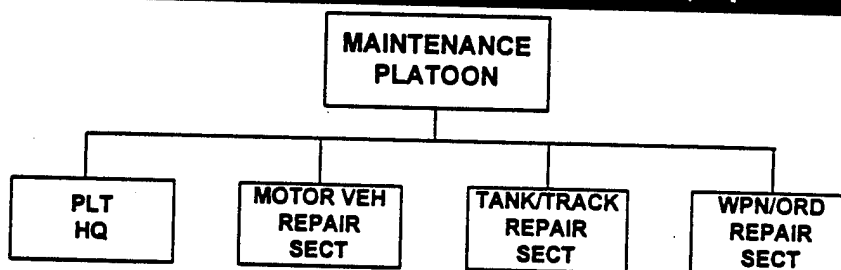 MAINTENANCE
PLATOON
PLT
HQ
MOTOR VEH
REPAIR
SECT
TANK/TRACK
REPAIR
SECT
WPN/ORD
REPAIR
SECT